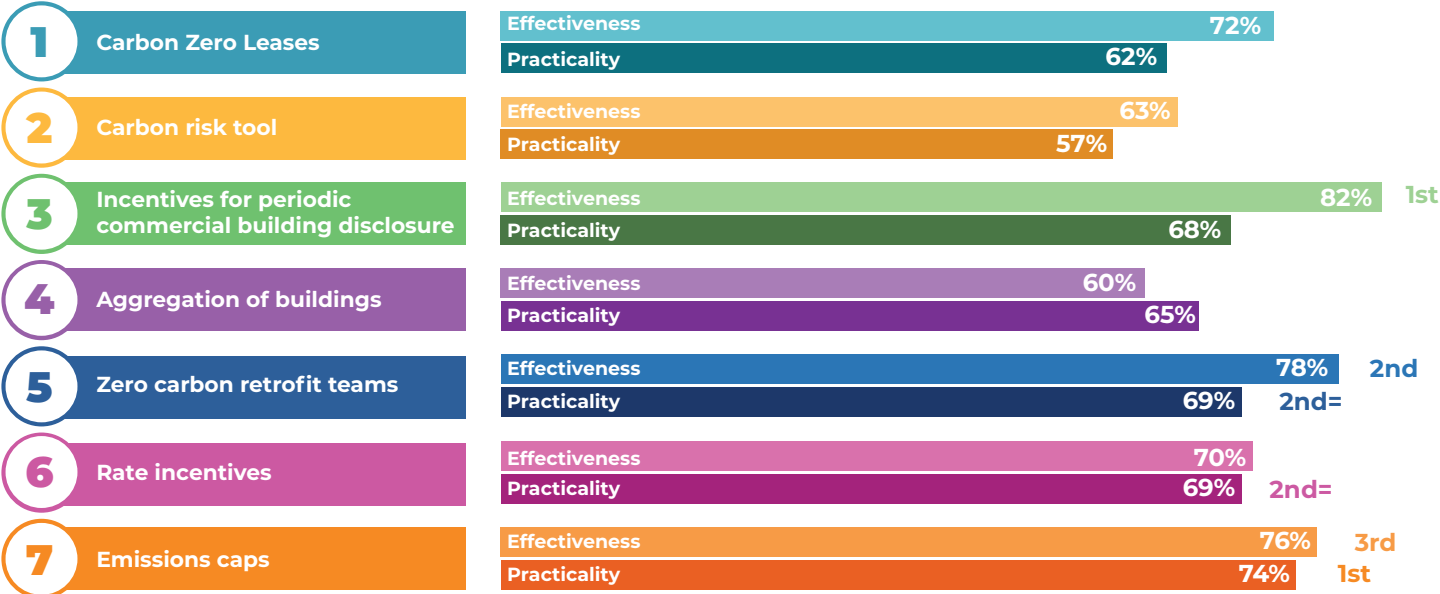 1
Carbon Zero Leases
Effectiveness 72%
Practicality 62%
2
Carbon risk tool
Effectiveness 63%
Practicality 57%
3
Incentives for periodic
commercial building disclosure
Effectiveness 82% 1st
Practicality 68%
4
Aggregation of buildings
Effectiveness 60%
Practicality 65%
5
Zero carbon retrofit teams
Effectiveness 78% 2nd
Practicality 69% 2nd=
6
Rate incentives
Effectiveness 70%
Practicality 69% 2nd=
7
Emissions caps
Effectiveness 76% 3rd
Practicality 74% 1st